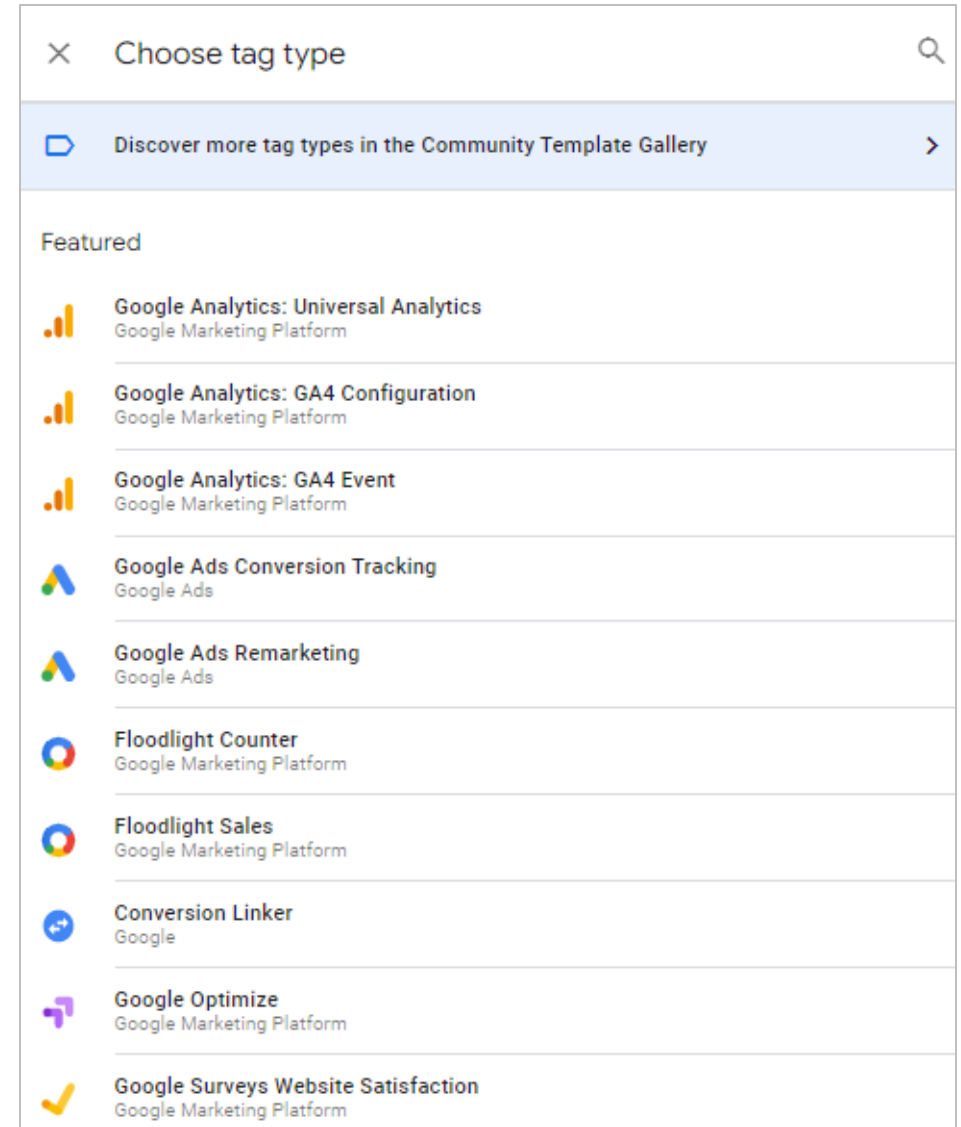 Choose tag type
Discover more tag types in the Community Template Gallery
Featured
Google Analytics: Universal Analytics
Google Marketing Platform
Google Analytics: GA4 Configuration
Google Marketing Platform
Google Analytics: GA4 Event
Google Marketing Platform
Google Ads Conversion Tracking
Google Ads
Google Ads Remarketing
Google Ads
Floodlight Counter
Google Marketing Platform
Floodlight Sales
Google Marketing Platform
Conversion Linker
Google
Google Optimize
Google Marketing Platform
Google Surveys Website Satisfaction
Google Marketing Platform